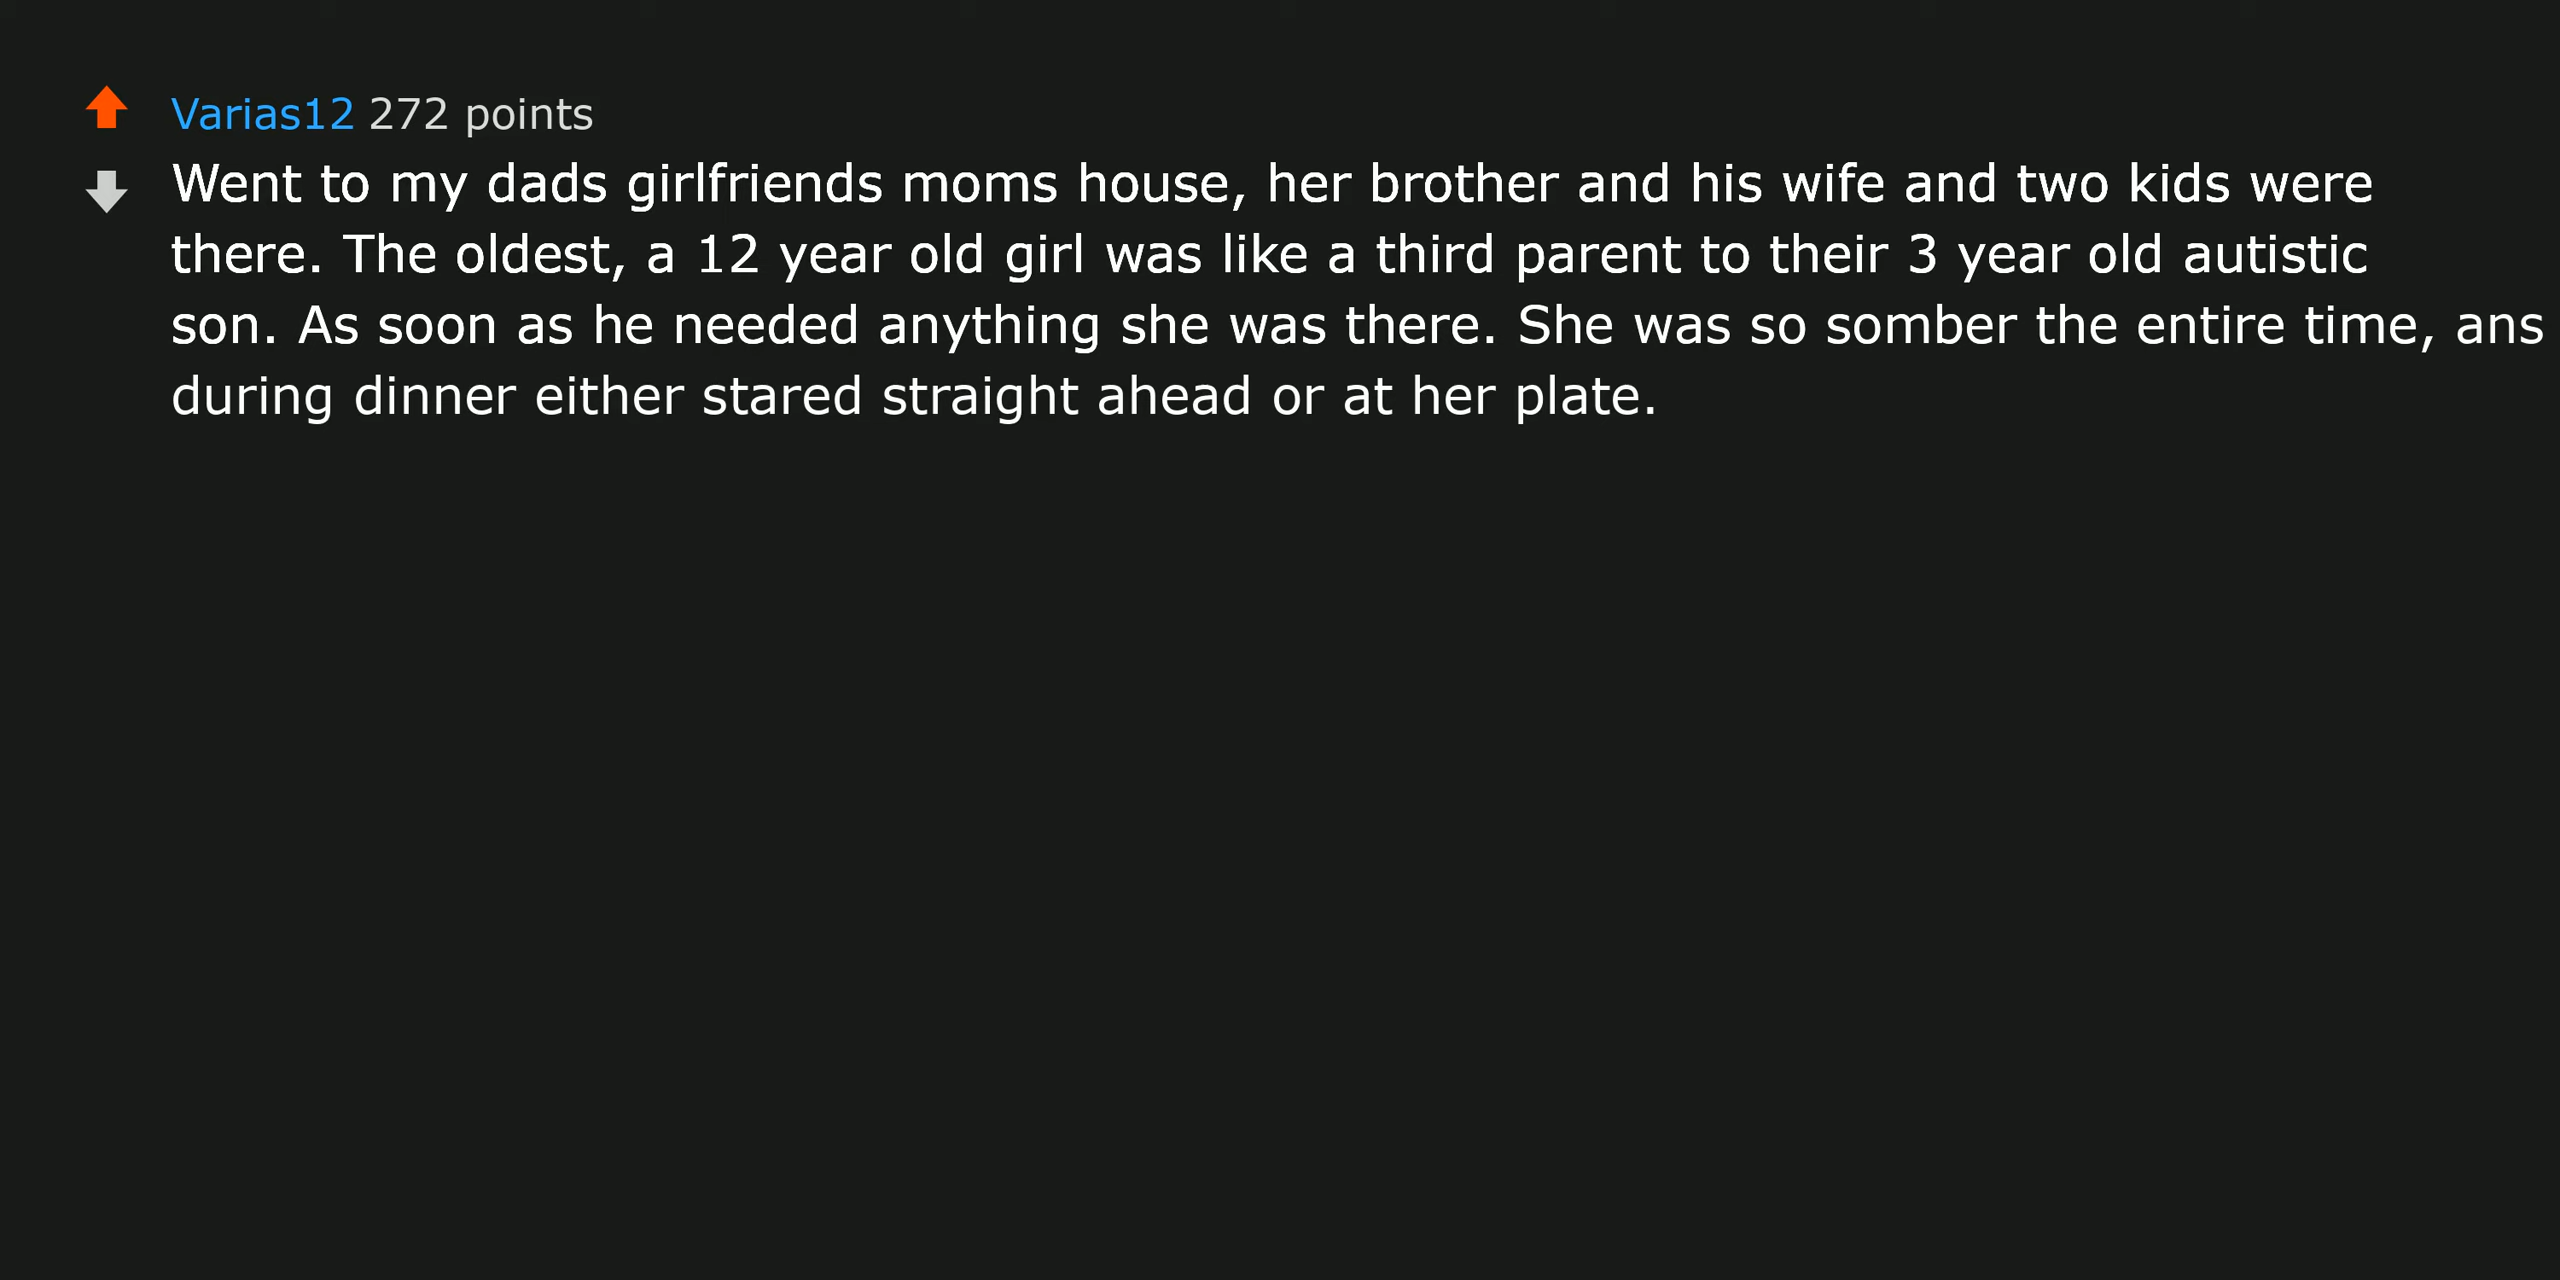 Varias12 272 points
Went to my dads girlfriends moms house, her brother and his wife and two kids were
there. The oldest, a 12 year old girl was like a third parent to their 3 year old autistic
son. As soon as he needed anything she was there. She was so somber the entire time, ans
during dinner either stared straight ahead or at her plate.